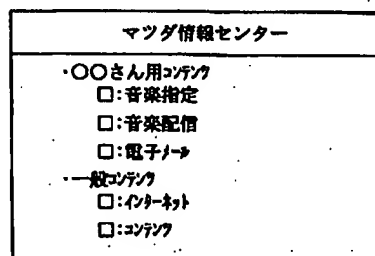 マツダ情報センター
・〇〇さん用ｺﾝﾃﾝﾂ
□:音楽指定
□:音楽配信
□:電子ﾒｰﾙ
・一般ｺﾝﾃﾝﾂ
□:ｲﾝﾀｰﾈｯﾄ
□:ｺﾝﾃﾝﾂ